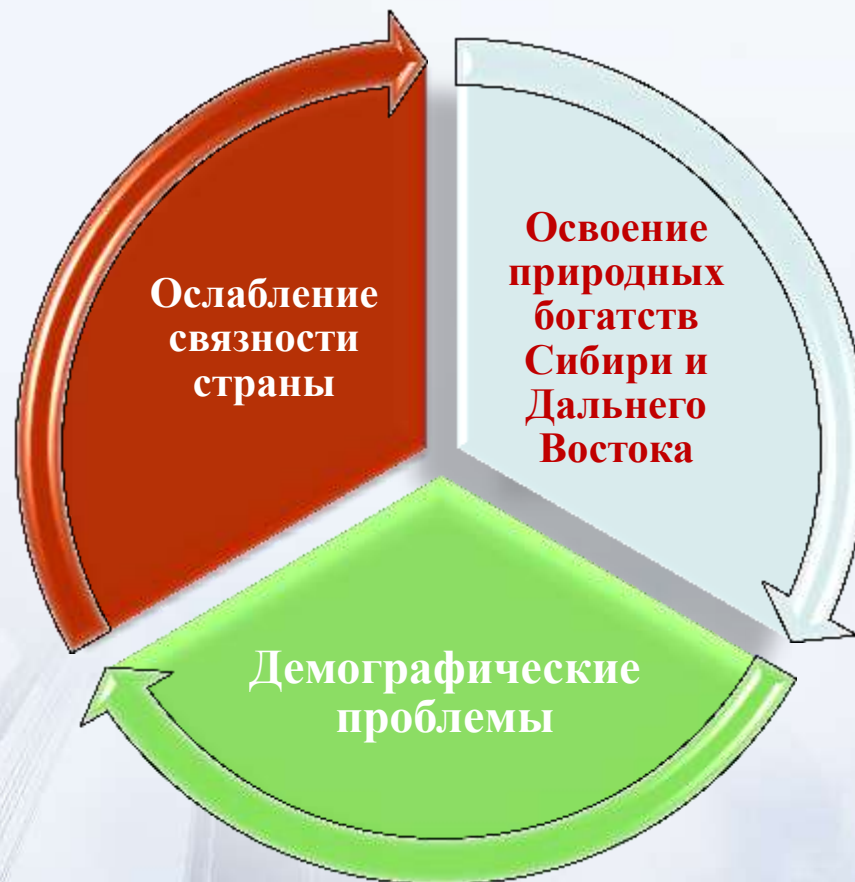 Ослабление
связности
страны
Освоение
природных
богатств
Сибири и
Дальнего
Востока
Демографические
проблемы